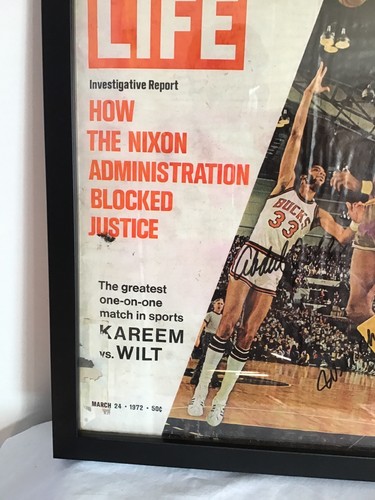 LIFE
Investigative Report
HOW
THE NIXON
ADMINISTRATION
BLOCKED
JUSTICE
BUCKS
33
The greatest
one-on-one
match in sports
KAREEM
vs. WILT
MARCH 24 • 1972 • 50¢